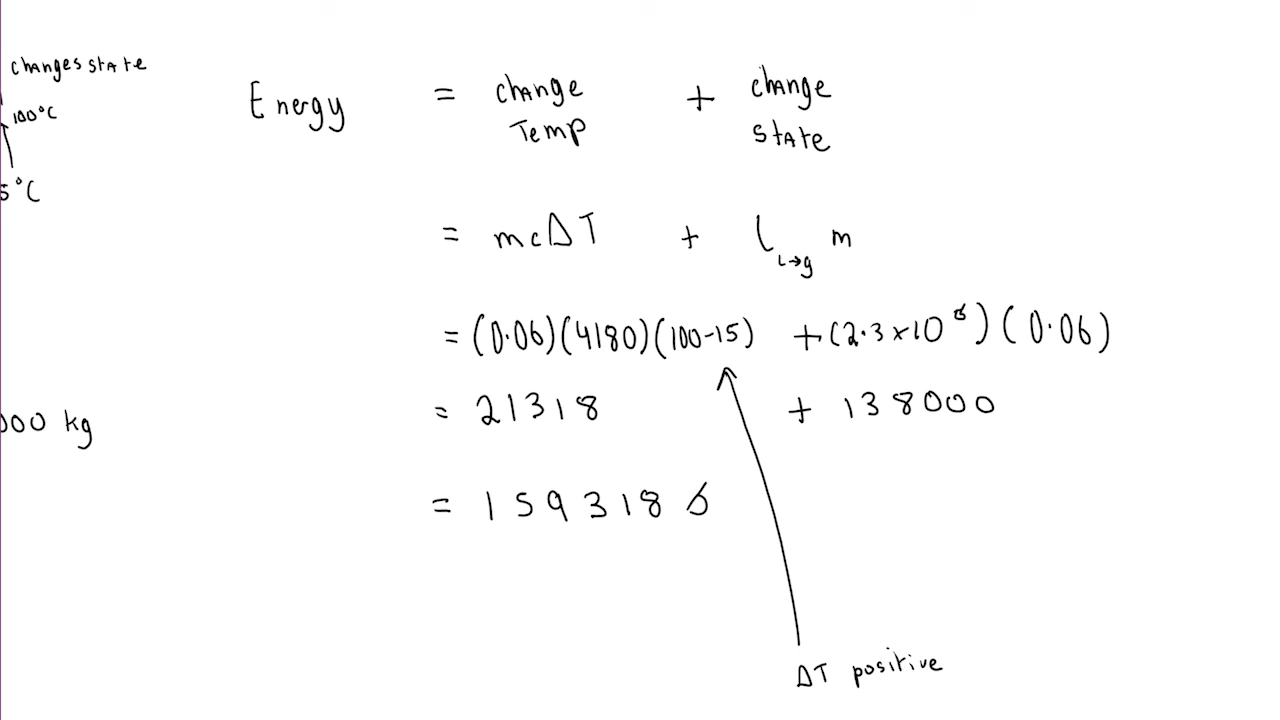 changes state
100°C
5°C
Energy = change Temp + change state
= mcΔT + L l→g m
= (0.06)(4180)(100-15) + (2.3×10⁶)(0.06)
= 21318 + 138000
000 kg
= 159318 J
ΔT positive